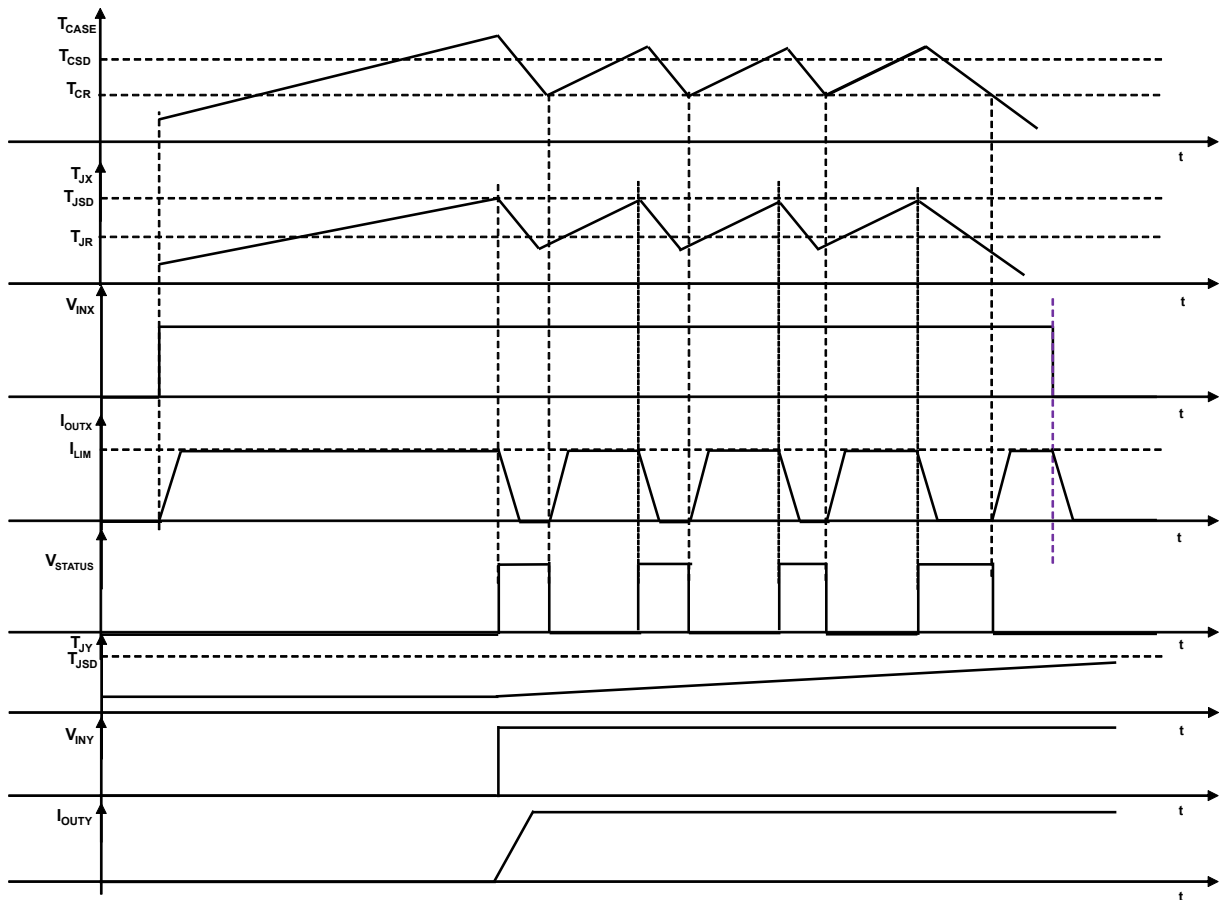 TCASE
TCSD
TCR
t
TJX
TJSD
TJR
t
VINX
t
IOUTX
ILIM
t
VSTATUS
t
TJY
TJSD
t
VINY
t
IOUTY
t